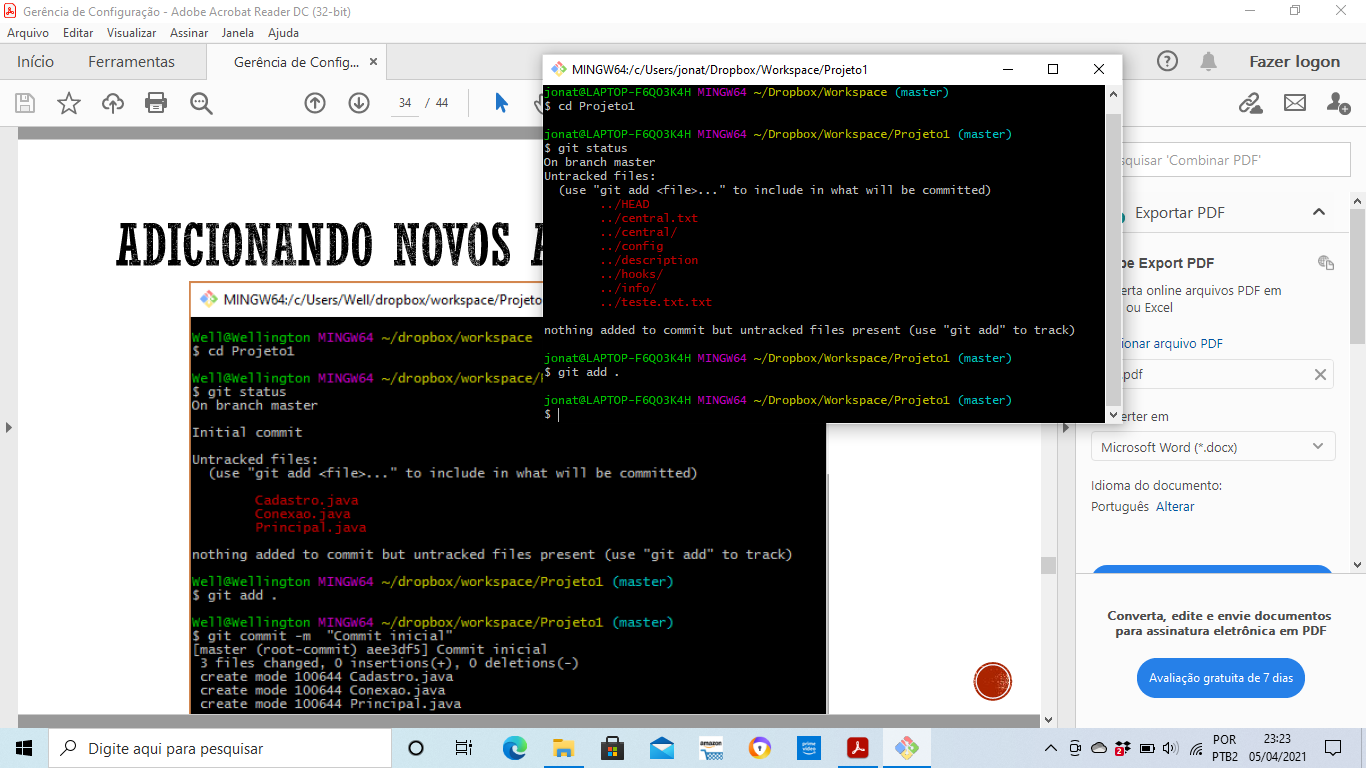 Gerência de Configuração - Adobe Acrobat Reader DC (32-bit)
Arquivo Editar Visualizar Assinar Janela Ajuda
Início Ferramentas Gerência de Config... ×
Fazer logon
34 / 44
squisar 'Combinar PDF'
Exportar PDF
be Export PDF
erta online arquivos PDF em
ou Excel
ionar arquivo PDF
.pdf
erter em
Microsoft Word (*.docx)
Idioma do documento:
Português Alterar
Converta, edite e envie documentos
para assinatura eletrônica em PDF
Avaliação gratuita de 7 dias
ADICIONANDO NOVOS A
MINGW64:/c/Users/Well/dropbox/workspace/Projeto
Well@Wellington MINGW64 ~/dropbox/workspace
$ cd Projeto1
Well@Wellington MINGW64 ~/dropbox/workspace/
$ git status
On branch master
Initial commit
Untracked files:
(use "git add <file>..." to include in what will be committed)
Cadastro.java
Conexao.java
Principal.java
nothing added to commit but untracked files present (use "git add" to track)
Well@Wellington MINGW64 ~/dropbox/workspace/Projeto1 (master)
$ git add .
Well@Wellington MINGW64 ~/dropbox/workspace/Projeto1 (master)
$ git commit -m "Commit inicial"
[master (root-commit) aee3df5] Commit inicial
3 files changed, 0 insertions(+), 0 deletions(-)
create mode 100644 Cadastro.java
create mode 100644 Conexao.java
create mode 100644 Principal.java
MINGW64:/c/Users/jonat/Dropbox/Workspace/Projeto1
jonat@LAPTOP-F6QO3K4H MINGW64 ~/Dropbox/Workspace (master)
$ cd Projeto1
jonat@LAPTOP-F6QO3K4H MINGW64 ~/Dropbox/Workspace/Projeto1 (master)
$ git status
On branch master
Untracked files:
(use "git add <file>..." to include in what will be committed)
../HEAD
../central.txt
../central/
../config
../description
../hooks/
../info/
../teste.txt.txt
nothing added to commit but untracked files present (use "git add" to track)
jonat@LAPTOP-F6QO3K4H MINGW64 ~/Dropbox/Workspace/Projeto1 (master)
$ git add .
jonat@LAPTOP-F6QO3K4H MINGW64 ~/Dropbox/Workspace/Projeto1 (master)
$
Digite aqui para pesquisar
amazon
prime video
2
POR
PTB2
23:23
05/04/2021